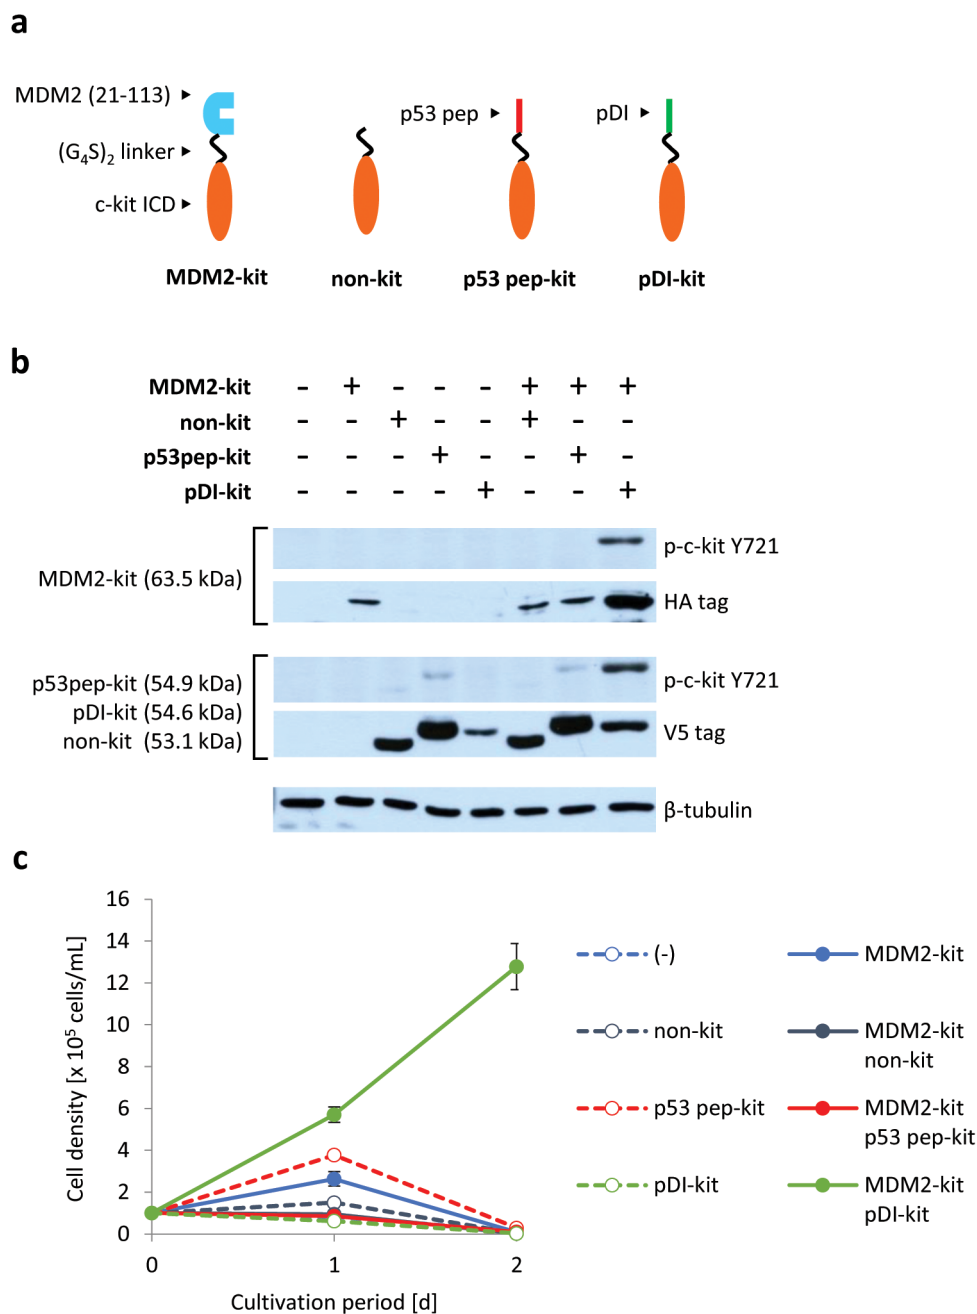 a
MDM2 (21-113)
(G4S)2 linker
c-kit ICD
p53 pep
pDI
MDM2-kit non-kit p53 pep-kit pDI-kit
b
MDM2-kit - + - - - + + +
non-kit - - + - - + - -
p53pep-kit - - - + - - + -
pDI-kit - - - - + - - +
MDM2-kit (63.5 kDa)
p-c-kit Y721
HA tag
p53pep-kit (54.9 kDa)
pDI-kit (54.6 kDa)
non-kit (53.1 kDa)
p-c-kit Y721
V5 tag
β-tubulin
c
Cell density [x 10⁵ cells/mL]
16
14
12
10
8
6
4
2
0
0 1 2
Cultivation period [d]
(-)
MDM2-kit
non-kit
MDM2-kit
non-kit
p53 pep-kit
MDM2-kit
p53 pep-kit
pDI-kit
MDM2-kit
pDI-kit